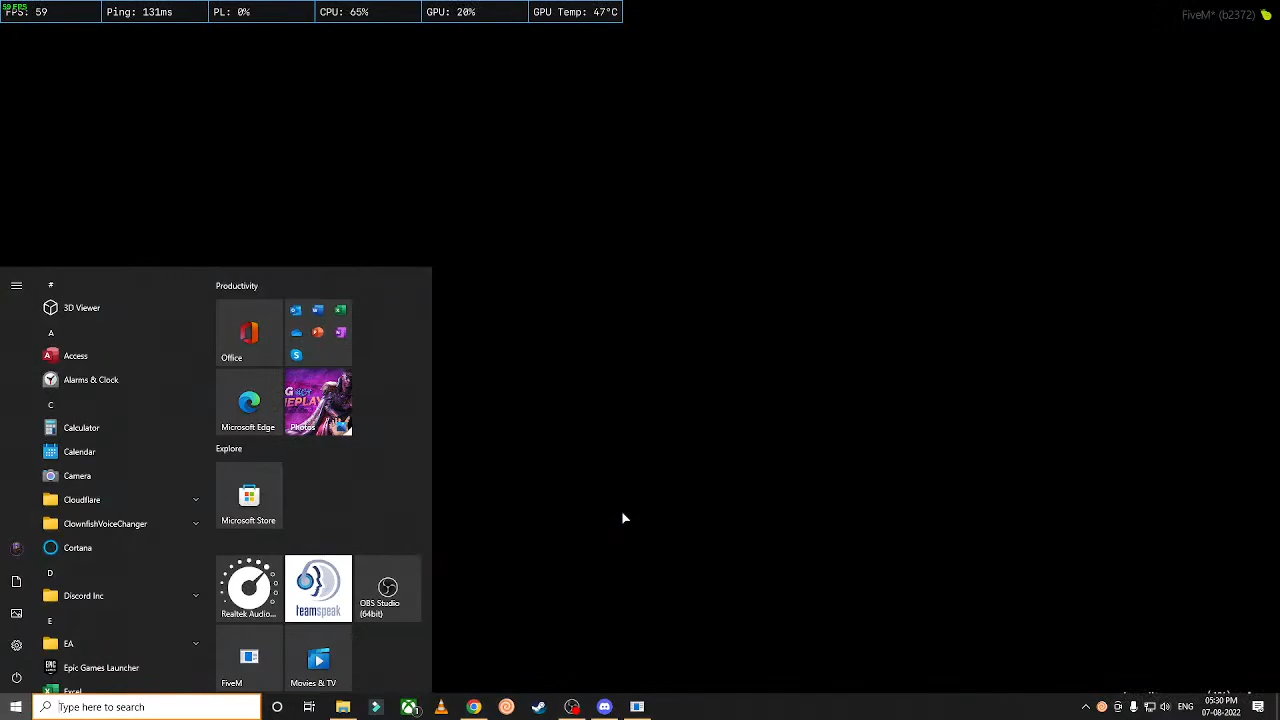 59 FPS
FPS: 59
Ping: 131ms
PL: 0%
CPU: 65%
GPU: 20%
GPU Temp: 47°C
FiveM* (b2372)
#
3D Viewer
A
Access
Alarms & Clock
C
Calculator
Calendar
Camera
Cloudflare
ClownfishVoiceChanger
Cortana
D
Discord Inc
E
EA
Epic Games Launcher
Excel
Productivity
Office
Microsoft Edge
Photos
Explore
Microsoft Store
Realtek Audio...
teamspeak
OBS Studio
(64bit)
FiveM
Movies & TV
Type here to search
ENG
05:30 PM
07-08-2022